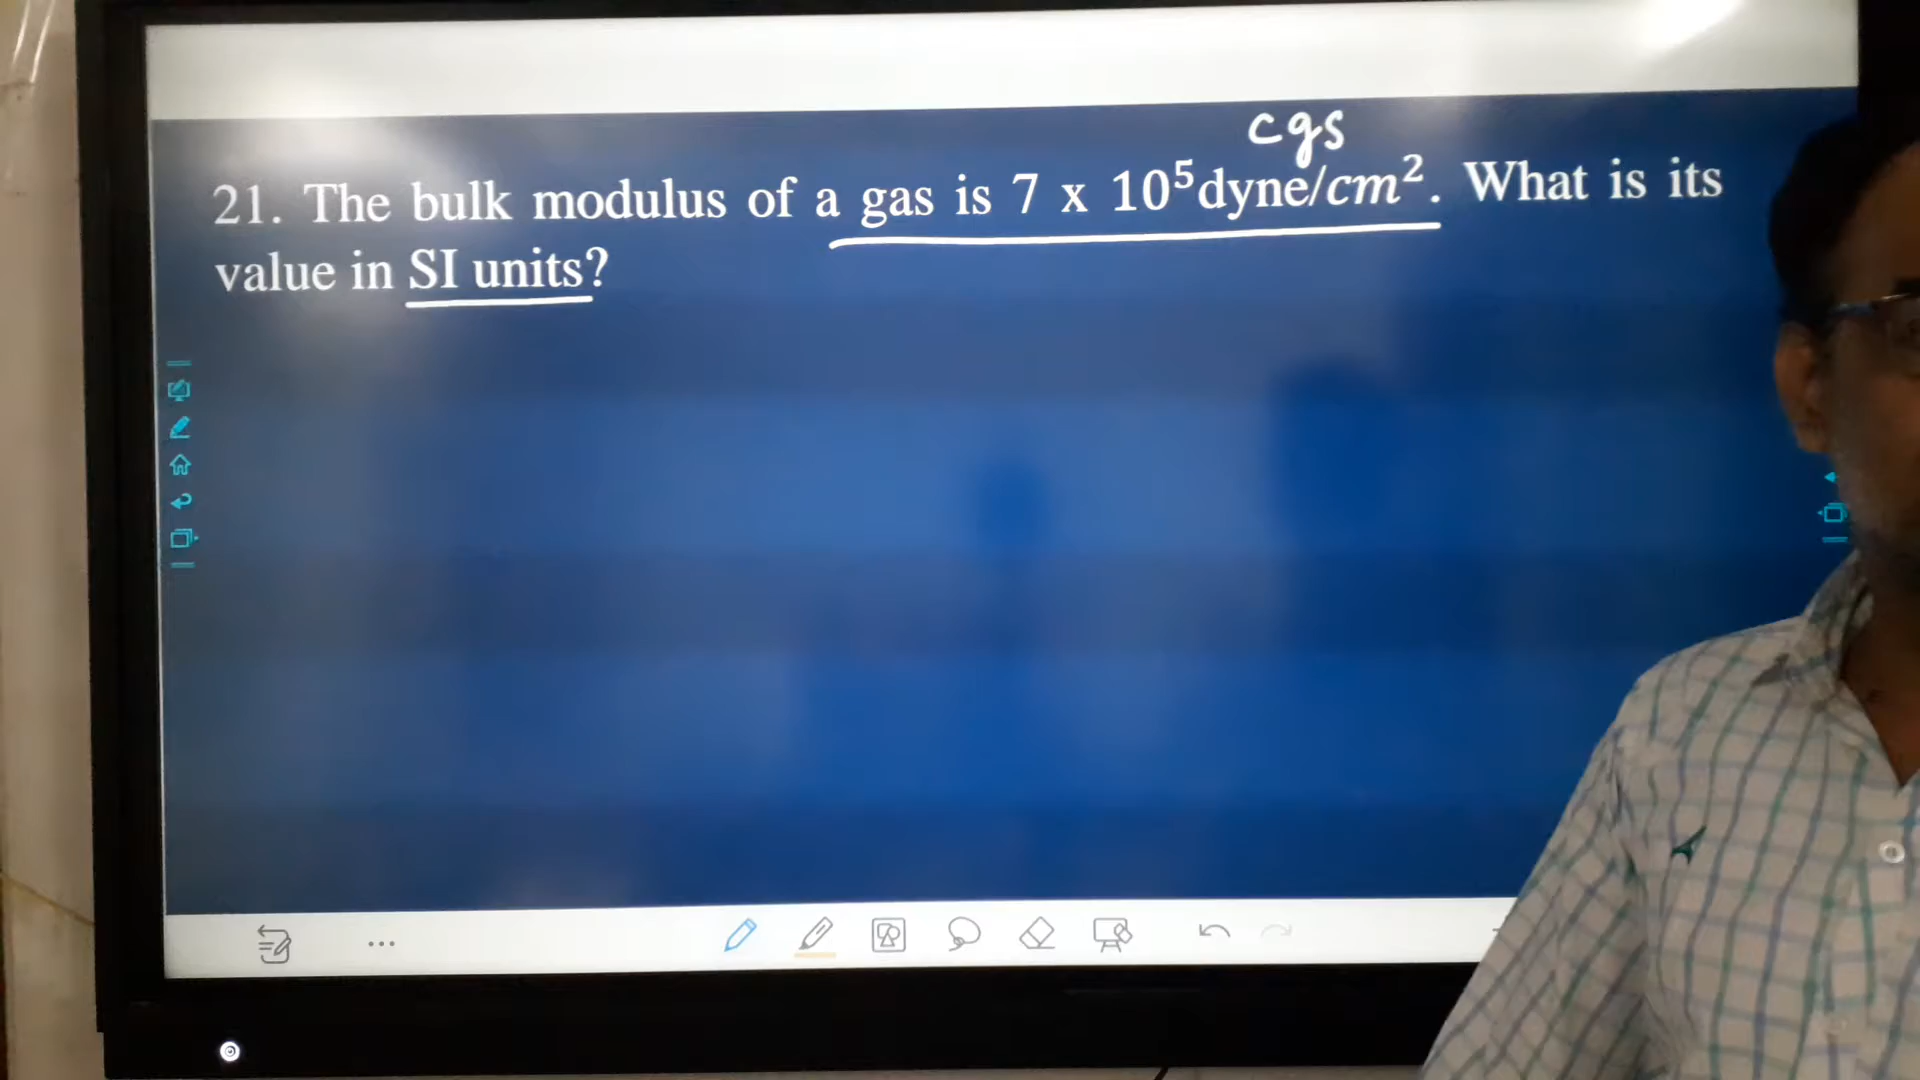 cgs
21. The bulk modulus of a gas is 7 x 10⁵dyne/cm². What is its
value in SI units?